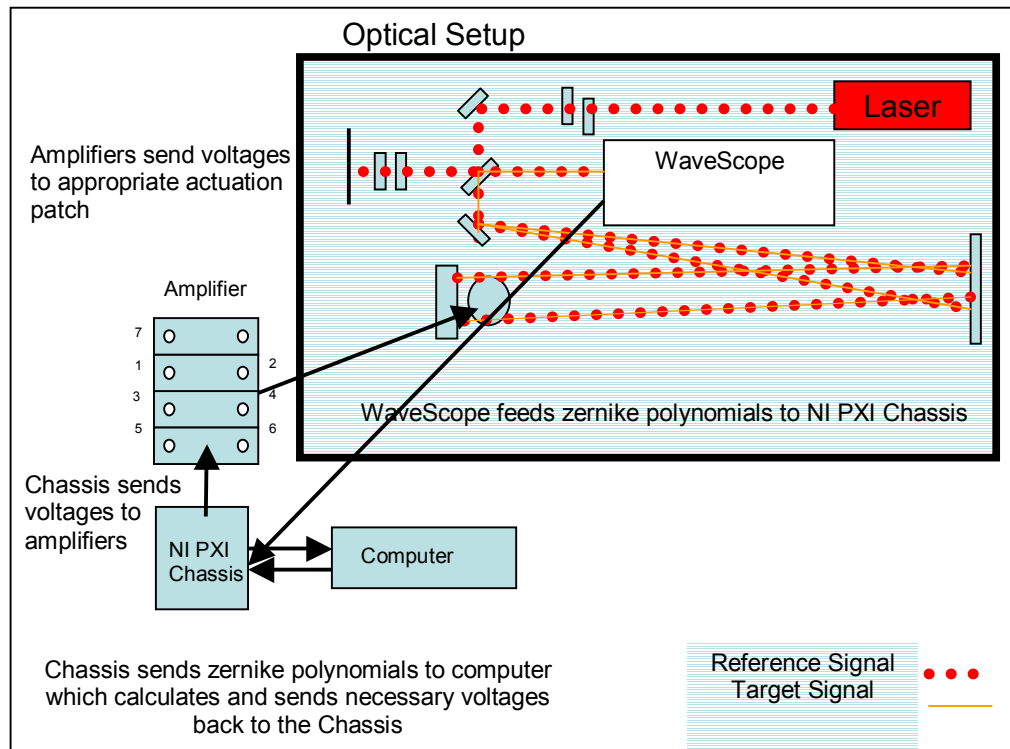 Optical Setup
Laser
WaveScope
Amplifiers send voltages
to appropriate actuation
patch
Amplifier
7
1
2
3
4
5
6
WaveScope feeds zernike polynomials to NI PXI Chassis
Chassis sends
voltages to
amplifiers
NI PXI
Chassis
Computer
Chassis sends zernike polynomials to computer
which calculates and sends necessary voltages
back to the Chassis
Reference Signal
Target Signal